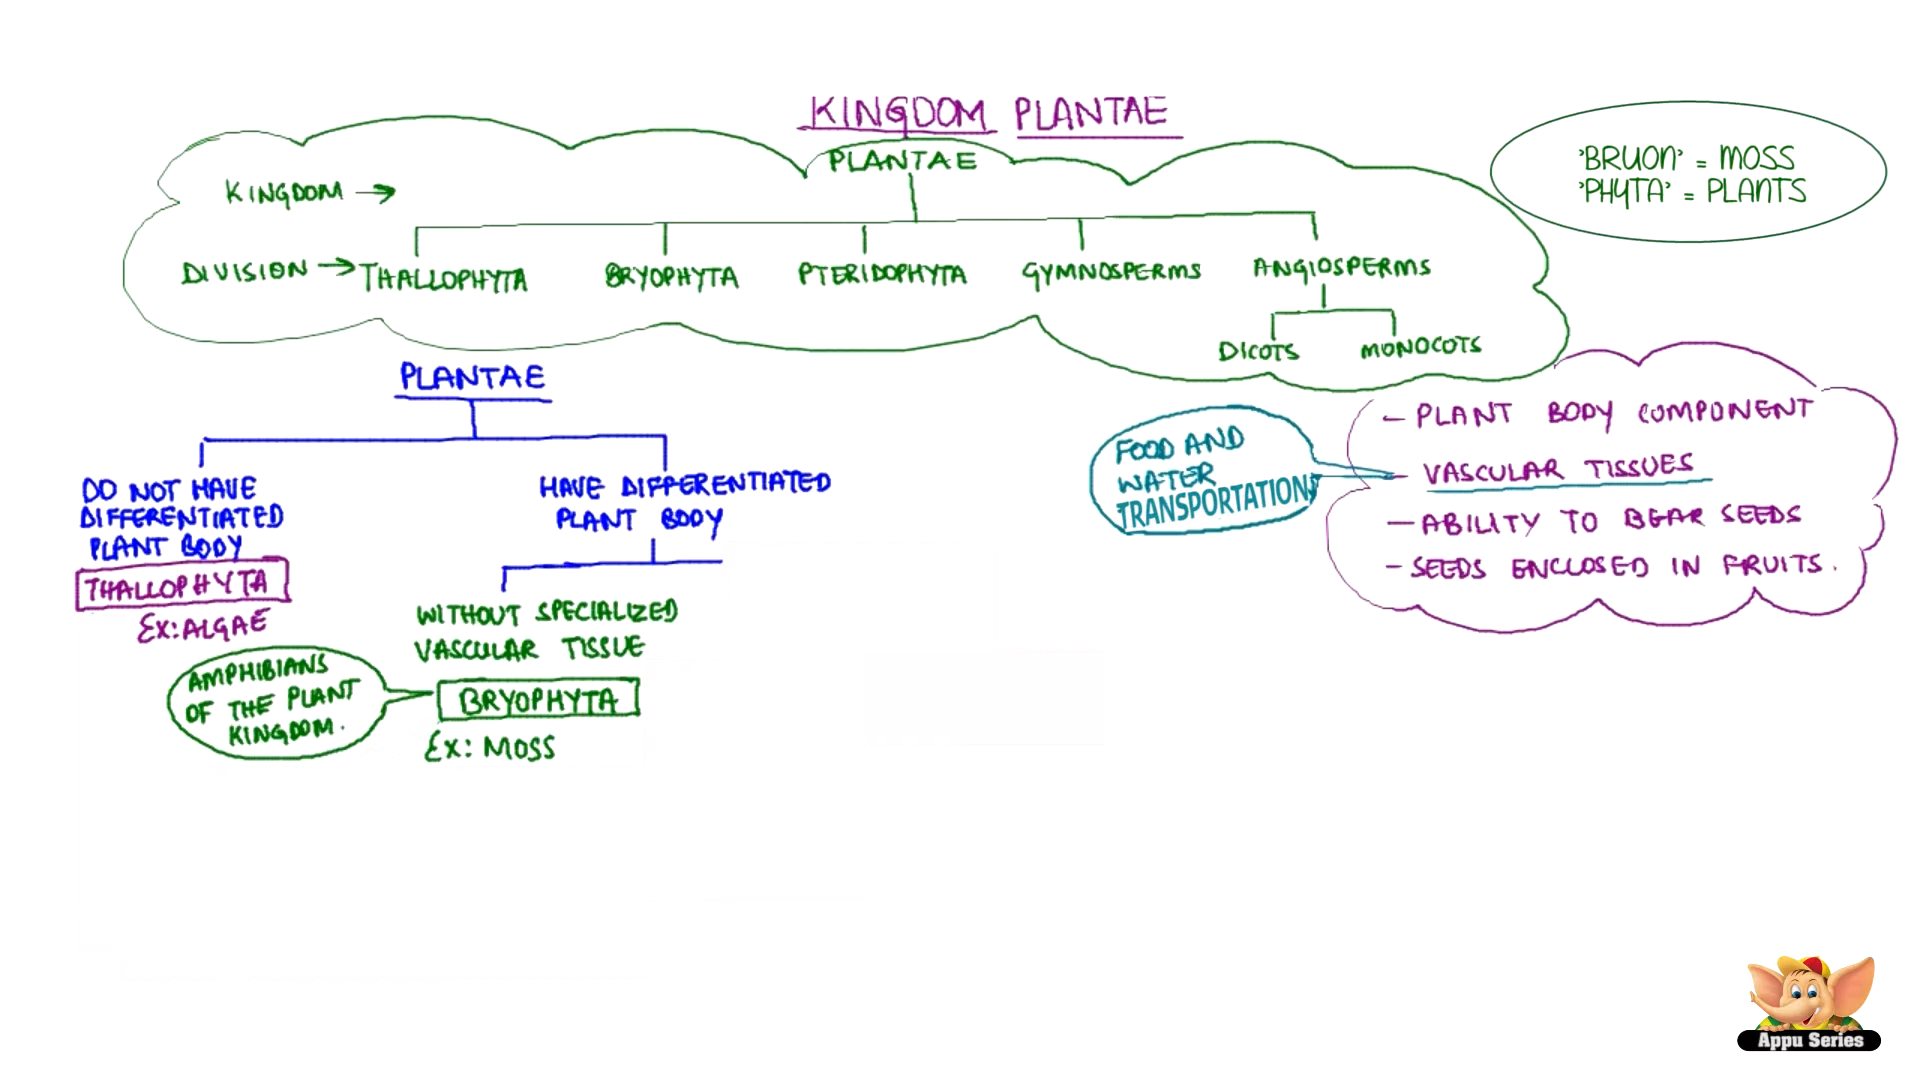 KINGDOM PLANTAE
PLANTAE
KINGDOM →
DIVISION → THALLOPHYTA BRYOPHYTA PTERIDOPHYTA GYMNOSPERMS ANGIOSPERMS
DICOTS MONOCOTS
'BRUON' = MOSS
'PHYTA' = PLANTS
PLANTAE
DO NOT HAVE
DIFFERENTIATED
PLANT BODY
THALLOPHYTA
EX: ALGAE
HAVE DIFFERENTIATED
PLANT BODY
WITHOUT SPECIALIZED
VASCULAR TISSUE
BRYOPHYTA
EX: MOSS
AMPHIBIANS
OF THE PLANT
KINGDOM.
FOOD AND
WATER
TRANSPORTATION
- PLANT BODY COMPONENT
- VASCULAR TISSUES
- ABILITY TO BEAR SEEDS
- SEEDS ENCLOSED IN FRUITS.
Appu Series